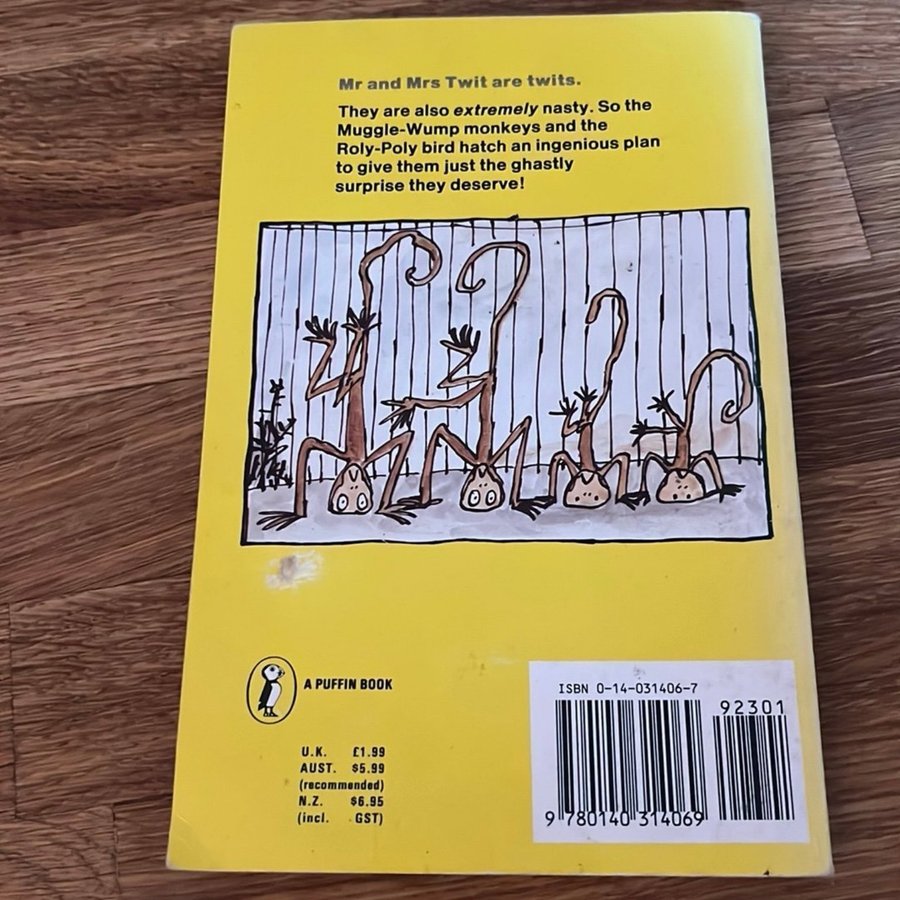 Mr and Mrs Twit are twits.
They are also extremely nasty. So the
Muggle-Wump monkeys and the
Roly-Poly bird hatch an ingenious plan
to give them just the ghastly
surprise they deserve!
A PUFFIN BOOK
U.K. £1.99
AUST. $5.99
(recommended)
N.Z. $6.95
(incl. GST)
ISBN 0-14-031406-7
92301
9 780140 314069